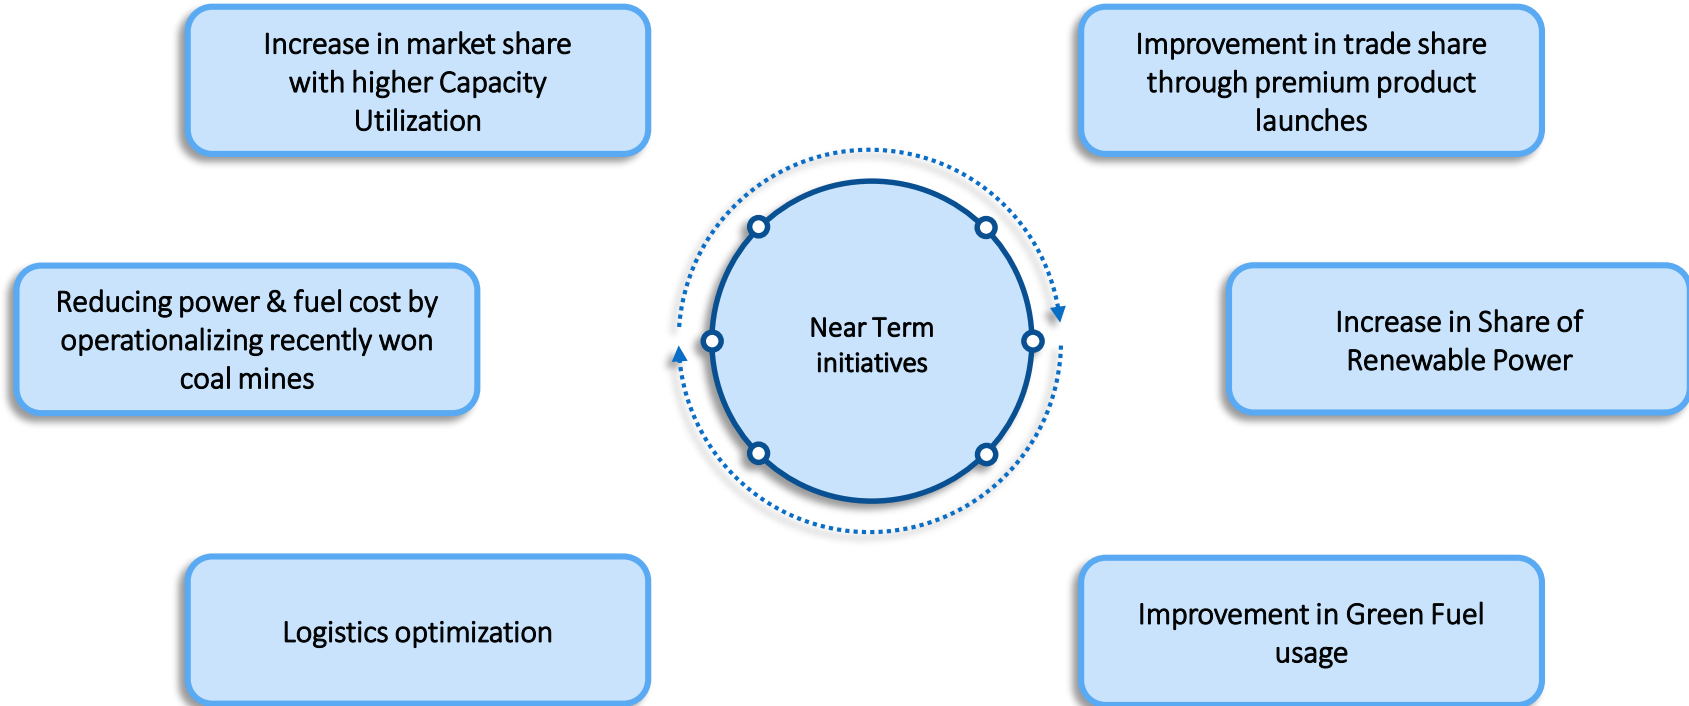 Increase in market share
with higher Capacity
Utilization
Improvement in trade share
through premium product
launches
Reducing power & fuel cost by
operationalizing recently won
coal mines
Near Term
initiatives
Increase in Share of
Renewable Power
Logistics optimization
Improvement in Green Fuel
usage